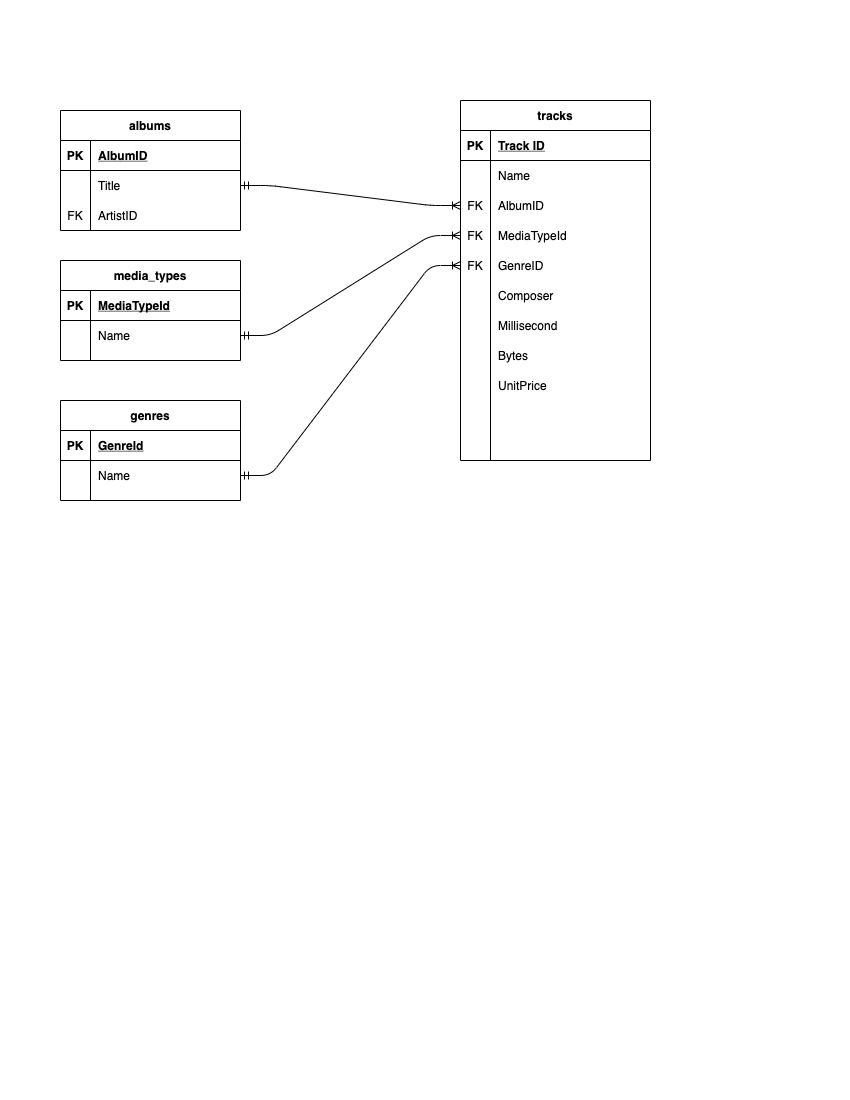 albums
PK AlbumID
Title
FK ArtistID
media_types
PK MediaTypeId
Name
genres
PK GenreId
Name
tracks
PK Track ID
Name
FK AlbumID
FK MediaTypeId
FK GenreID
Composer
Millisecond
Bytes
UnitPrice